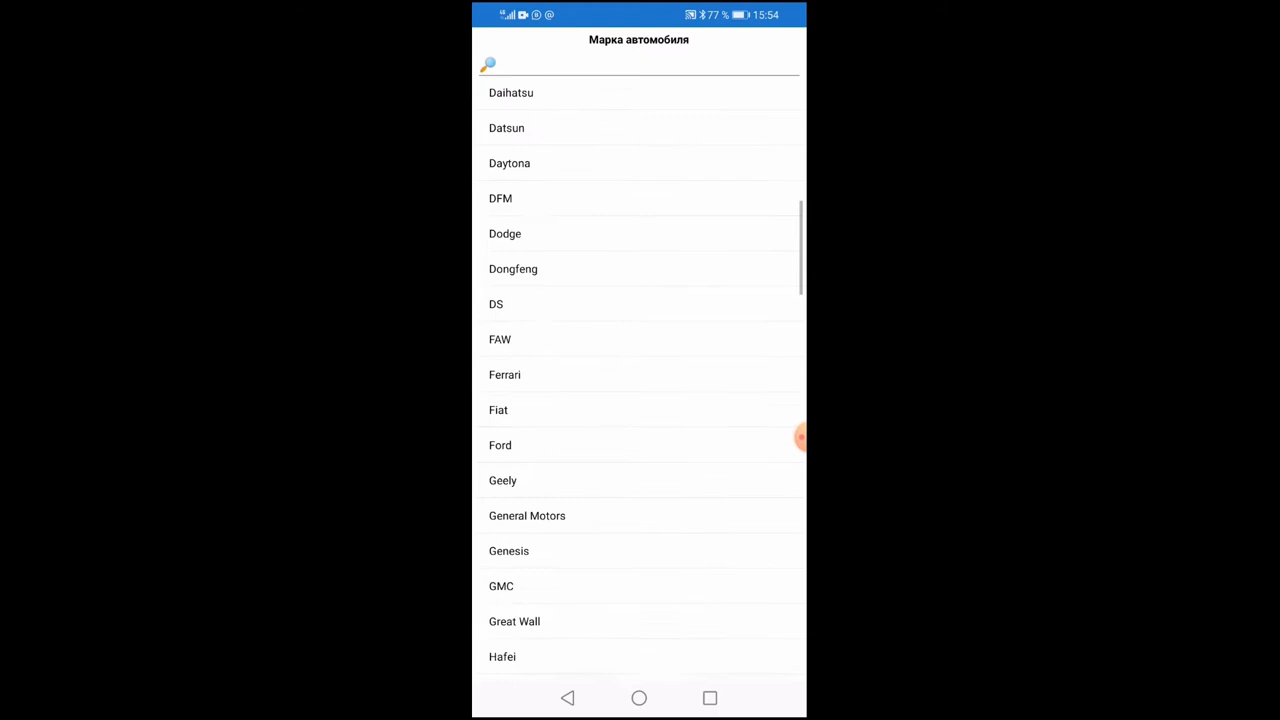 77 % 15:54
Марка автомобиля
Daihatsu
Datsun
Daytona
DFM
Dodge
Dongfeng
DS
FAW
Ferrari
Fiat
Ford
Geely
General Motors
Genesis
GMC
Great Wall
Hafei